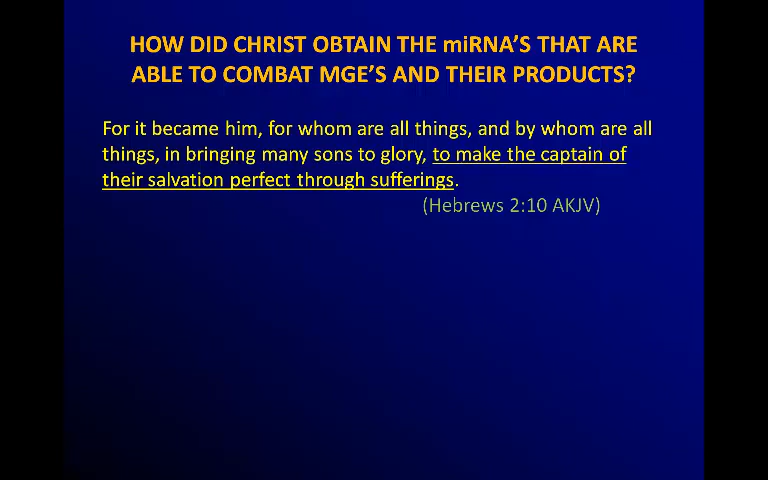 HOW DID CHRIST OBTAIN THE miRNA’S THAT ARE
ABLE TO COMBAT MGE’S AND THEIR PRODUCTS?
For it became him, for whom are all things, and by whom are all
things, in bringing many sons to glory, to make the captain of
their salvation perfect through sufferings.
(Hebrews 2:10 AKJV)